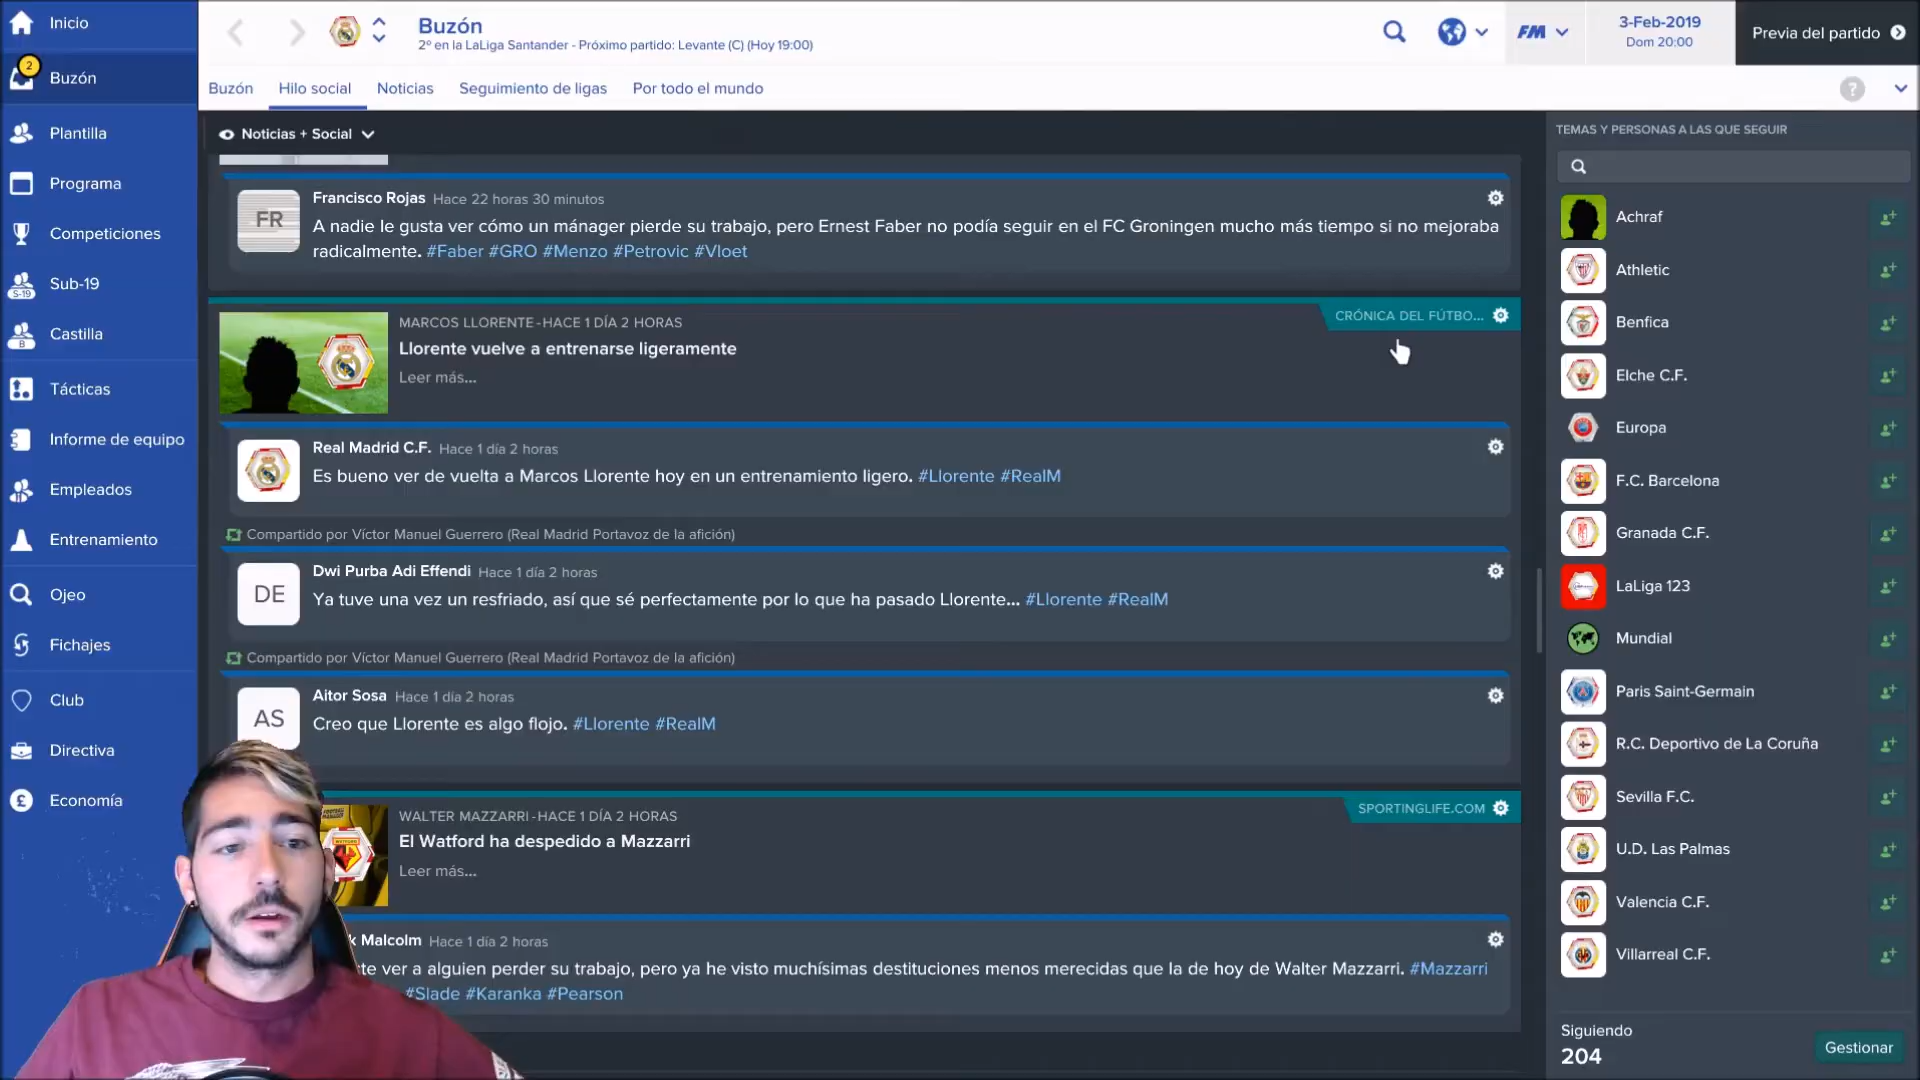 Inicio
2
Buzón
Plantilla
Programa
Competiciones
S-19
Sub-19
B
Castilla
Tácticas
Informe de equipo
Empleados
Entrenamiento
Ojeo
Fichajes
Club
Directiva
Economía
Buzón
2º en la LaLiga Santander - Próximo partido: Levante (C) (Hoy 19:00)
FM
3-Feb-2019
Dom 20:00
Previa del partido
Buzón
Hilo social
Noticias
Seguimiento de ligas
Por todo el mundo
?
Noticias + Social
FR
Francisco Rojas Hace 22 horas 30 minutos
A nadie le gusta ver cómo un mánager pierde su trabajo, pero Ernest Faber no podía seguir en el FC Groningen mucho más tiempo si no mejoraba
radicalmente. #Faber #GRO #Menzo #Petrovic #Vloet
MARCOS LLORENTE - HACE 1 DÍA 2 HORAS
CRÓNICA DEL FÚTBO...
Llorente vuelve a entrenarse ligeramente
Leer más...
Real Madrid C.F. Hace 1 día 2 horas
Es bueno ver de vuelta a Marcos Llorente hoy en un entrenamiento ligero. #Llorente #RealM
Compartido por Víctor Manuel Guerrero (Real Madrid Portavoz de la afición)
DE
Dwi Purba Adi Effendi Hace 1 día 2 horas
Ya tuve una vez un resfriado, así que sé perfectamente por lo que ha pasado Llorente... #Llorente #RealM
Compartido por Víctor Manuel Guerrero (Real Madrid Portavoz de la afición)
AS
Aitor Sosa Hace 1 día 2 horas
Creo que Llorente es algo flojo. #Llorente #RealM
WALTER MAZZARRI - HACE 1 DÍA 2 HORAS
SPORTINGLIFE.COM
El Watford ha despedido a Mazzarri
Leer más...
k Malcolm Hace 1 día 2 horas
te ver a alguien perder su trabajo, pero ya he visto muchísimas destituciones menos merecidas que la de hoy de Walter Mazzarri. #Mazzarri
#Slade #Karanka #Pearson
TEMAS Y PERSONAS A LAS QUE SEGUIR
Achraf
Athletic
Benfica
Elche C.F.
Europa
F.C. Barcelona
Granada C.F.
LaLiga 123
Mundial
Paris Saint-Germain
R.C. Deportivo de La Coruña
Sevilla F.C.
U.D. Las Palmas
Valencia C.F.
Villarreal C.F.
Siguiendo
204
Gestionar